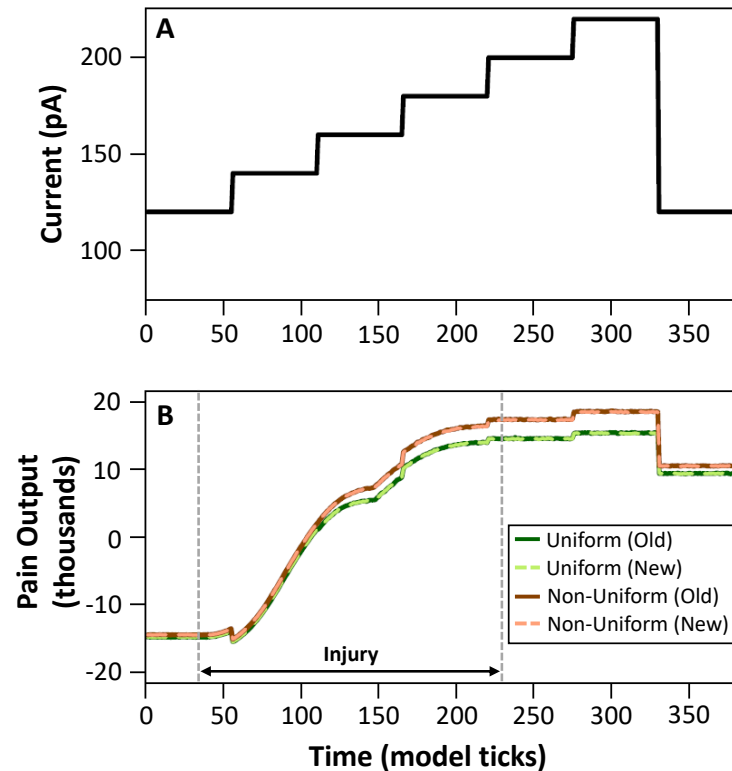 A
Current (pA)
200
150
100
0 50 100 150 200 250 300 350
B
Pain Output
(thousands)
20
10
0
-10
-20
Uniform (Old)
Uniform (New)
Non-Uniform (Old)
Non-Uniform (New)
Injury
0 50 100 150 200 250 300 350
Time (model ticks)